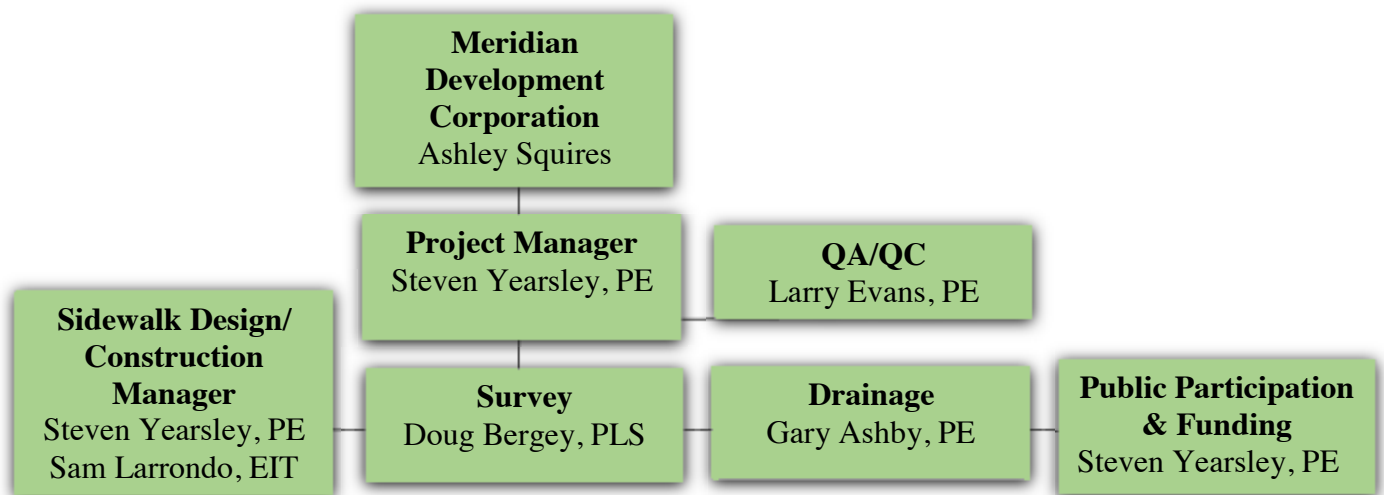 Meridian
Development
Corporation
Ashley Squires
Project Manager
Steven Yearsley, PE
QA/QC
Larry Evans, PE
Sidewalk Design/
Construction
Manager
Steven Yearsley, PE
Sam Larrondo, EIT
Survey
Doug Bergey, PLS
Drainage
Gary Ashby, PE
Public Participation
& Funding
Steven Yearsley, PE